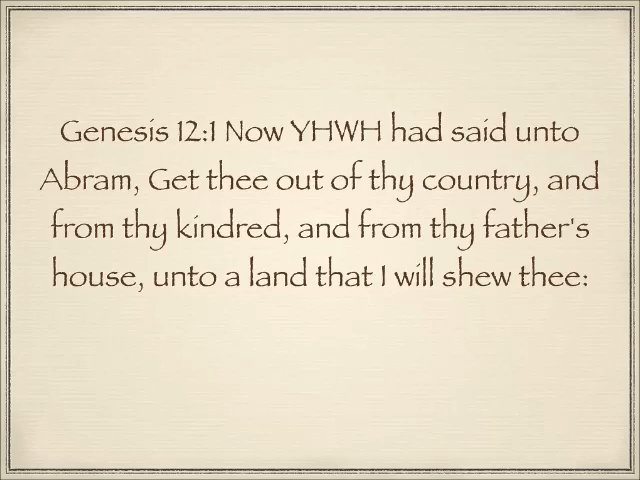 Genesis 12:1 Now YHWH had said unto
Abram, Get thee out of thy country, and
from thy kindred, and from thy father's
house, unto a land that I will shew thee: